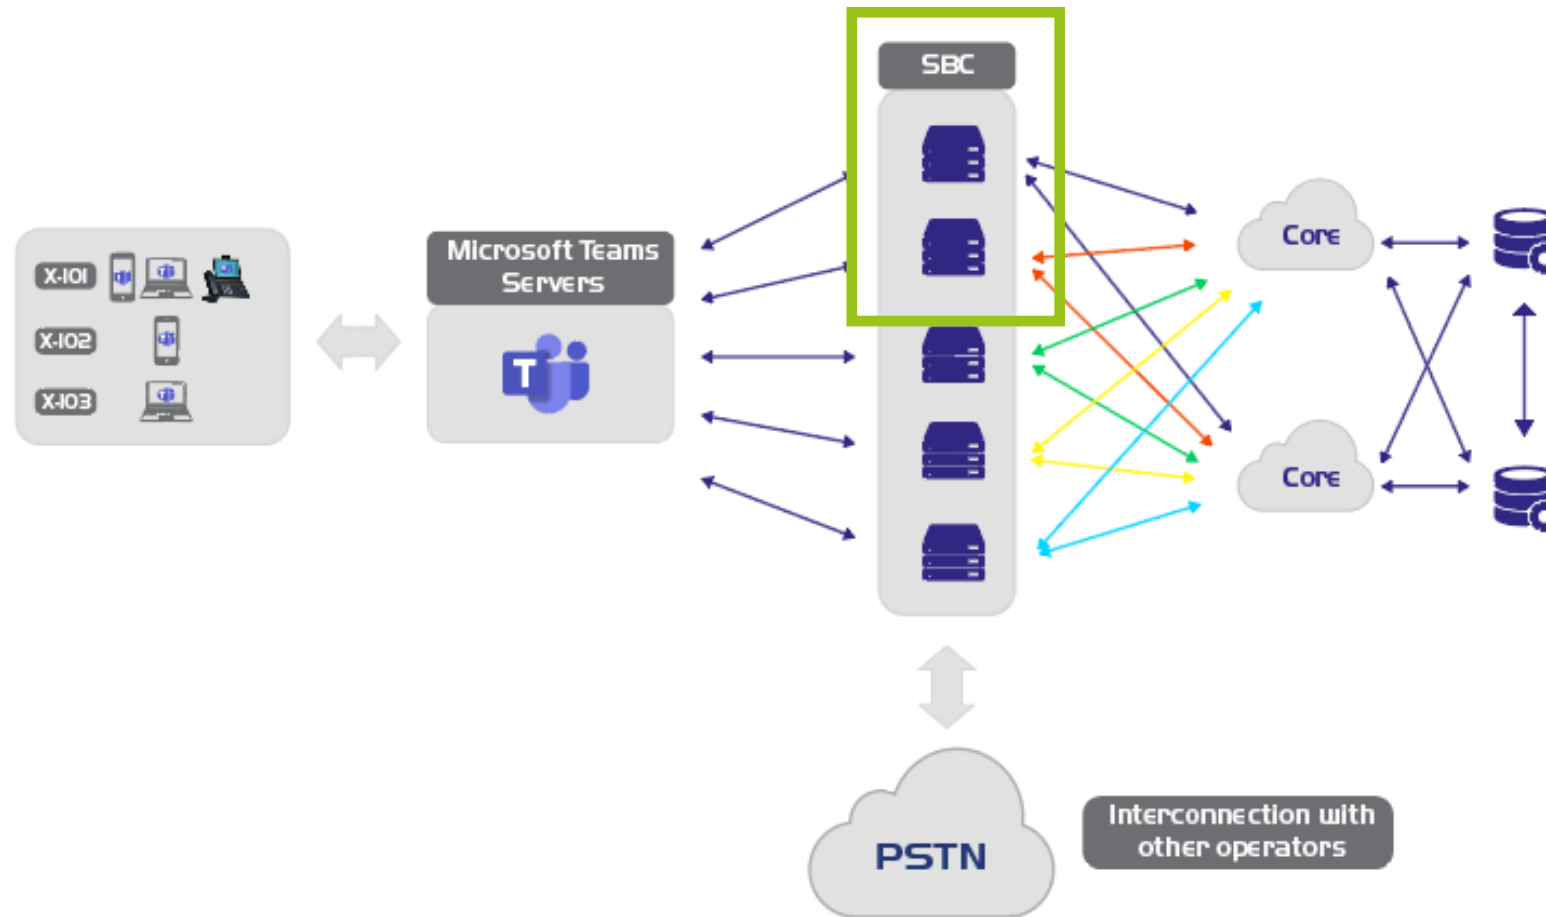 SBC
Microsoft Teams
Servers
X-101
X-102
X-103
T
Core
Core
PSTN
Interconnection with
other operators